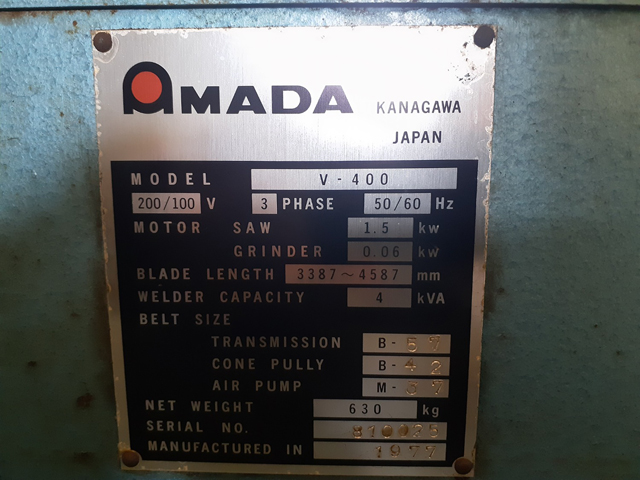 AMADA KANAGAWA
JAPAN
MODEL V-400
200/100 V 3 PHASE 50/60 Hz
MOTOR SAW 1.5 kw
GRINDER 0.06 kw
BLADE LENGTH 3387~4587 mm
WELDER CAPACITY 4 kVA
BELT SIZE
TRANSMISSION B-57
CONE PULLY B-42
AIR PUMP M-37
NET WEIGHT 630 kg
SERIAL NO.
MANUFACTURED IN 1977